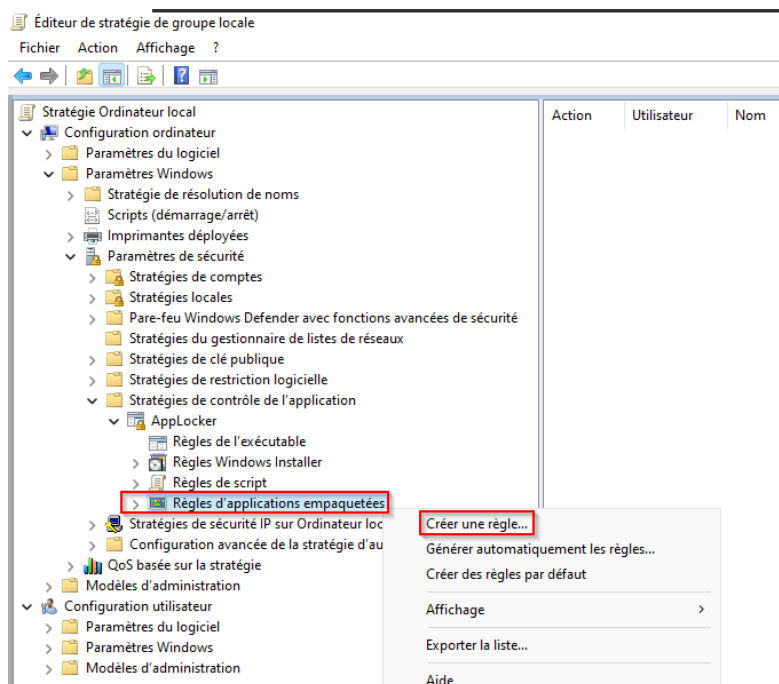 Éditeur de stratégie de groupe locale
Fichier Action Affichage ?
Stratégie Ordinateur local
Configuration ordinateur
Paramètres du logiciel
Paramètres Windows
Stratégie de résolution de noms
Scripts (démarrage/arrêt)
Imprimantes déployées
Paramètres de sécurité
Stratégies de comptes
Stratégies locales
Pare-feu Windows Defender avec fonctions avancées de sécurité
Stratégies du gestionnaire de listes de réseaux
Stratégies de clé publique
Stratégies de restriction logicielle
Stratégies de contrôle de l'application
AppLocker
Règles de l'exécutable
Règles Windows Installer
Règles de script
Règles d'applications empaquetées
Stratégies de sécurité IP sur Ordinateur loc
Configuration avancée de la stratégie d'au
QoS basée sur la stratégie
Modèles d'administration
Configuration utilisateur
Paramètres du logiciel
Paramètres Windows
Modèles d'administration
Action Utilisateur Nom
Créer une règle...
Générer automatiquement les règles...
Créer des règles par défaut
Affichage
Exporter la liste...
Aide